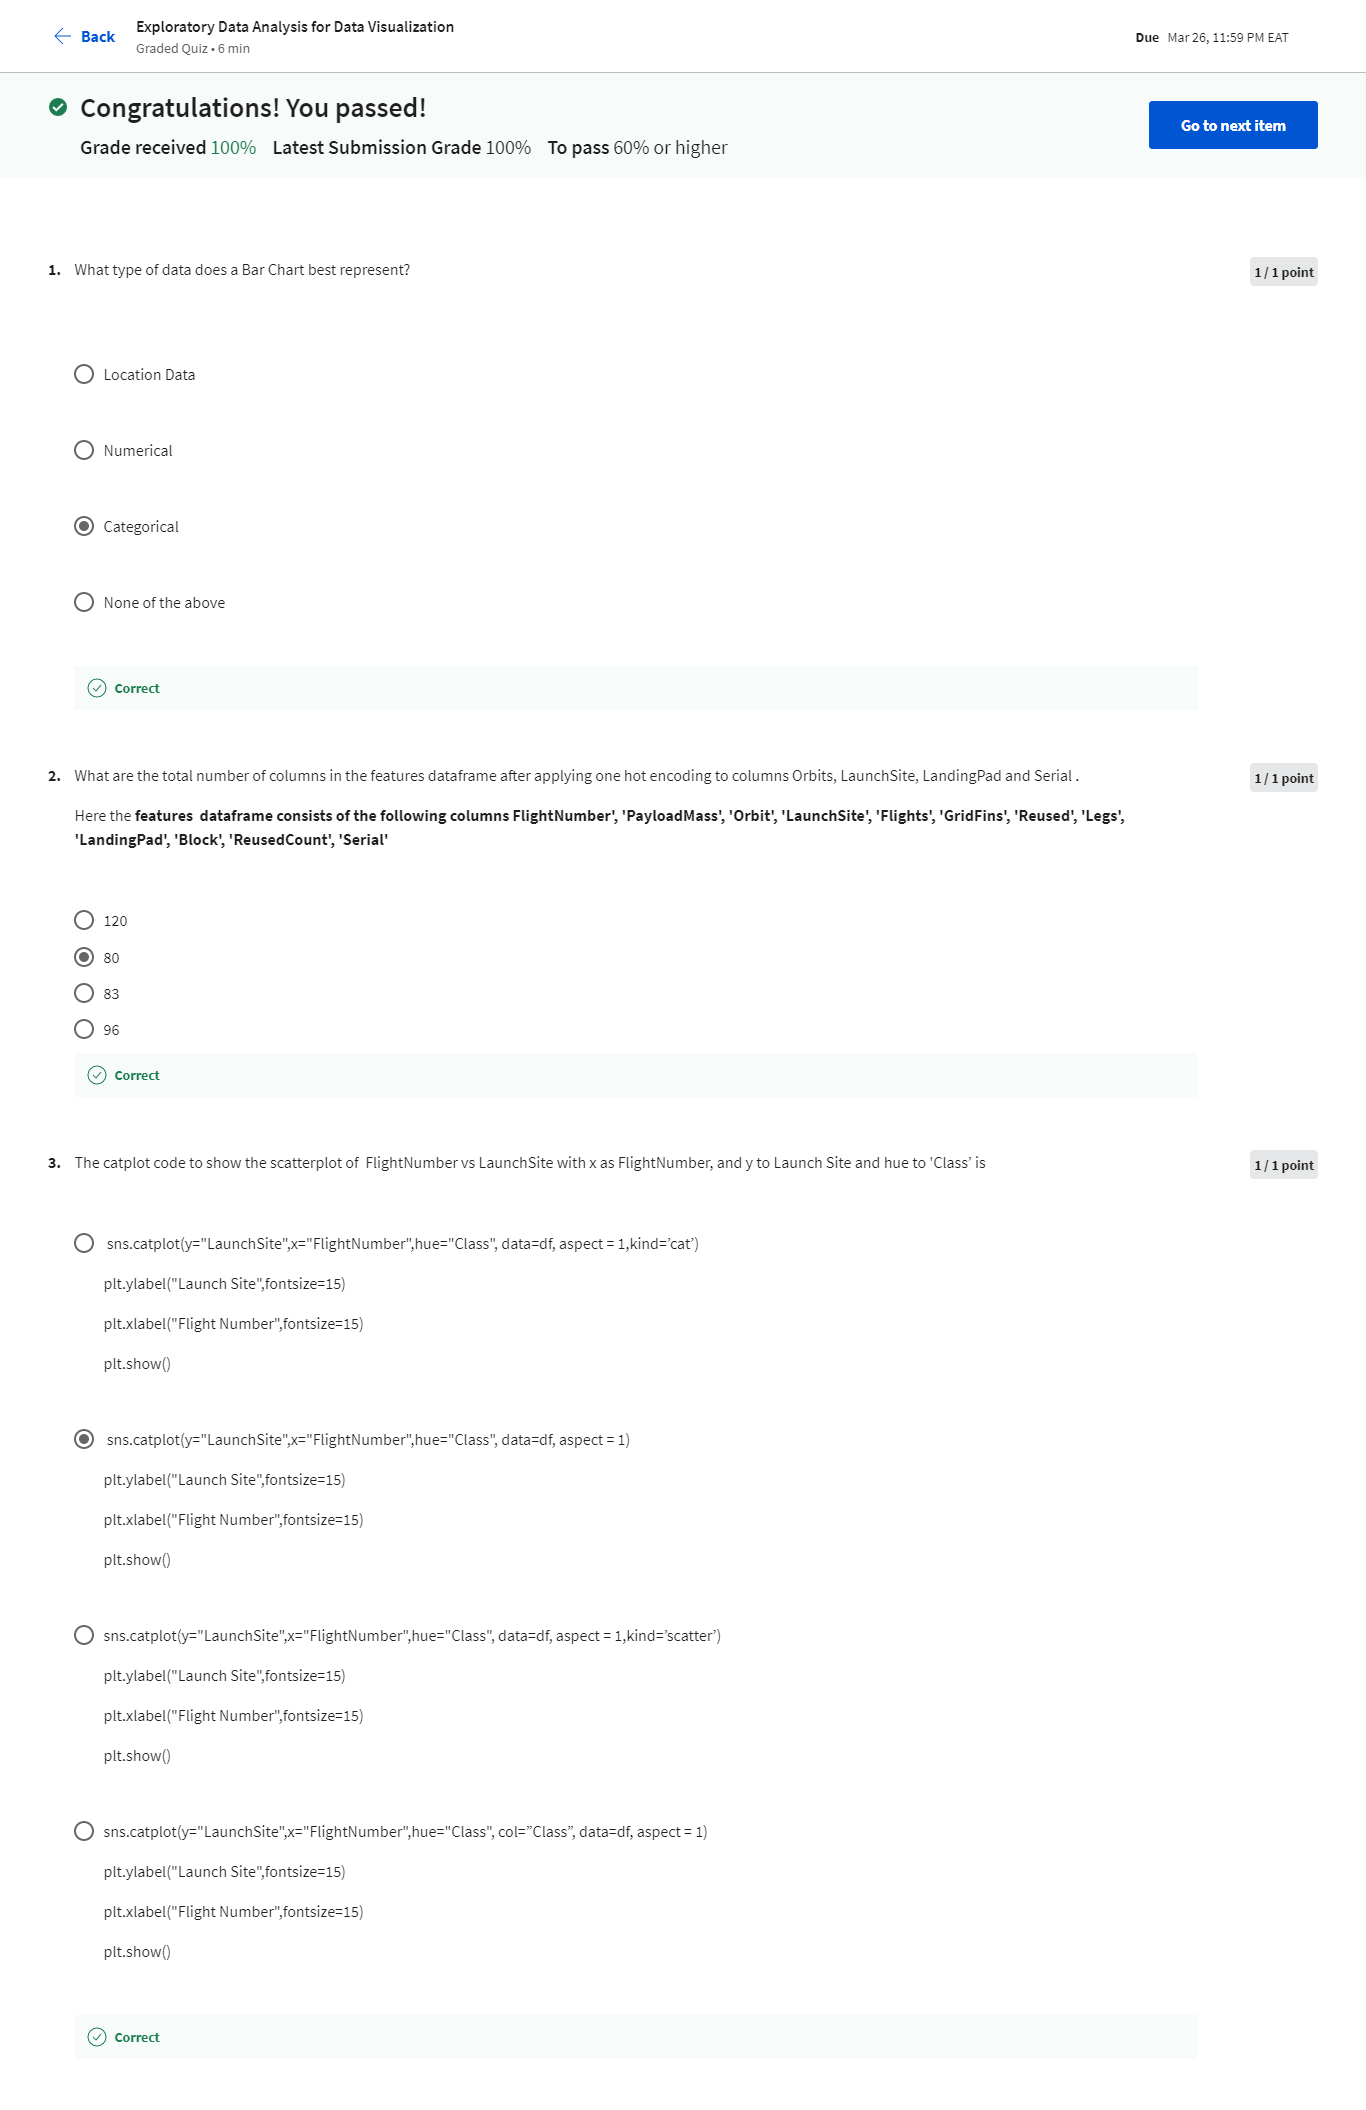 Back
Exploratory Data Analysis for Data Visualization
Graded Quiz • 6 min
Due Mar 26, 11:59 PM EAT
Congratulations! You passed!
Grade received 100% Latest Submission Grade 100% To pass 60% or higher
Go to next item
1. What type of data does a Bar Chart best represent?
1 / 1 point
Location Data
Numerical
Categorical
None of the above
Correct
2. What are the total number of columns in the features dataframe after applying one hot encoding to columns Orbits, LaunchSite, LandingPad and Serial .
1 / 1 point
Here the features dataframe consists of the following columns FlightNumber', 'PayloadMass', 'Orbit', 'LaunchSite', 'Flights', 'GridFins', 'Reused', 'Legs',
'LandingPad', 'Block', 'ReusedCount', 'Serial'
120
80
83
96
Correct
3. The catplot code to show the scatterplot of FlightNumber vs LaunchSite with x as FlightNumber, and y to Launch Site and hue to 'Class’ is
1 / 1 point
sns.catplot(y="LaunchSite",x="FlightNumber",hue="Class", data=df, aspect = 1,kind=’cat’)
plt.ylabel("Launch Site",fontsize=15)
plt.xlabel("Flight Number",fontsize=15)
plt.show()
sns.catplot(y="LaunchSite",x="FlightNumber",hue="Class", data=df, aspect = 1)
plt.ylabel("Launch Site",fontsize=15)
plt.xlabel("Flight Number",fontsize=15)
plt.show()
sns.catplot(y="LaunchSite",x="FlightNumber",hue="Class", data=df, aspect = 1,kind=’scatter’)
plt.ylabel("Launch Site",fontsize=15)
plt.xlabel("Flight Number",fontsize=15)
plt.show()
sns.catplot(y="LaunchSite",x="FlightNumber",hue="Class", col=”Class”, data=df, aspect = 1)
plt.ylabel("Launch Site",fontsize=15)
plt.xlabel("Flight Number",fontsize=15)
plt.show()
Correct